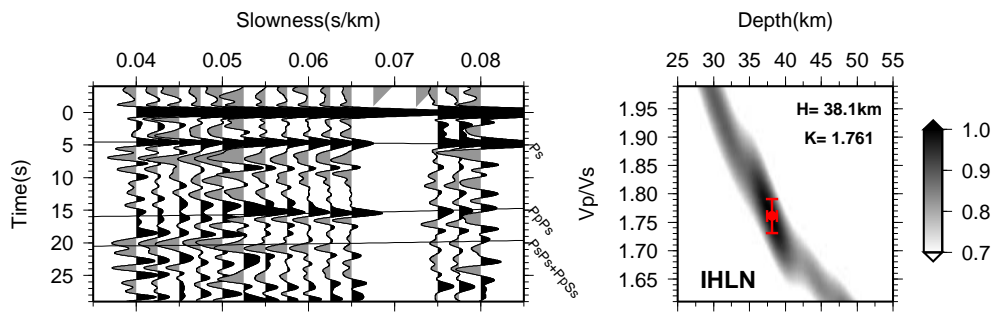 Slowness(s/km)
0.04 0.05 0.06 0.07 0.08
Time(s)
0
5
10
15
20
25
Ps
PpPs
PsPs+PpSs
Depth(km)
25 30 35 40 45 50 55
Vp/Vs
1.95
1.90
1.85
1.80
1.75
1.70
1.65
H= 38.1km
K= 1.761
IHLN
1.0
0.9
0.8
0.7